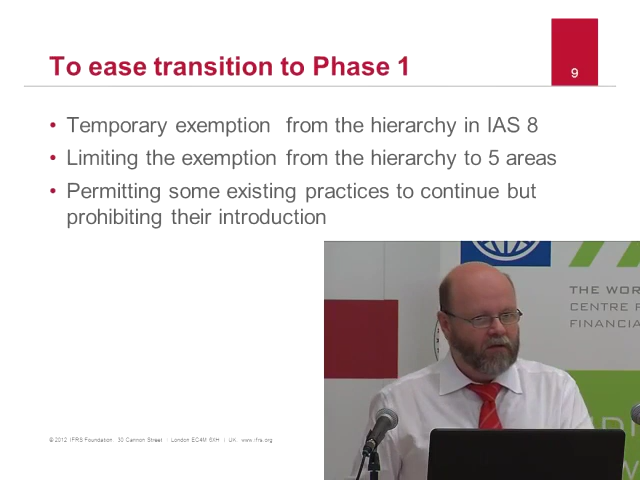 To ease transition to Phase 1
9
• Temporary exemption from the hierarchy in IAS 8
• Limiting the exemption from the hierarchy to 5 areas
• Permitting some existing practices to continue but
prohibiting their introduction
THE WOR
CENTRE F
FINANCIA
© 2012 IFRS Foundation. 30 Cannon Street | London EC4M 6XH | UK. www.ifrs.org